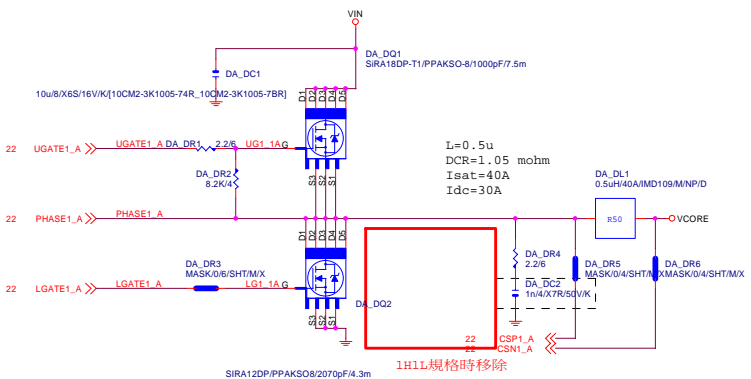 VIN
DA_DQ1
SiRA18DP-T1/PPAKSO-8/1000pF/7.5m
DA_DC1
10u/8/X6S/16V/K/[10CM2-3K1005-74R_10CM2-3K1005-7BR]
D1
D2
D3
D4
D5
22 UGATE1_A UGATE1_A DA_DR1 2.2/6 UG1_1A G
DA_DR2
8.2K/4
S3
S2
S1
L=0.5u
DCR=1.05 mohm
Isat=40A
Idc=30A
DA_DL1
0.5uH/40A/IMD109/M/NP/D
R50
VCORE
22 PHASE1_A PHASE1_A
D1
D2
D3
D4
D5
DA_DR3
MASK/0/6/SHT/M/X
22 LGATE1_A LGATE1_A LG1_1A G
S3
S2
S1
DA_DQ2
SIRA12DP/PPAKSO8/2070pF/4.3m
DA_DR4
2.2/6
DA_DC2
1n/4/X7R/50V/K
DA_DR5
MASK/0/4/SHT/M/X
DA_DR6
MASK/0/4/SHT/M/X
22 CSP1_A
22 CSN1_A
1H1L規格時移除